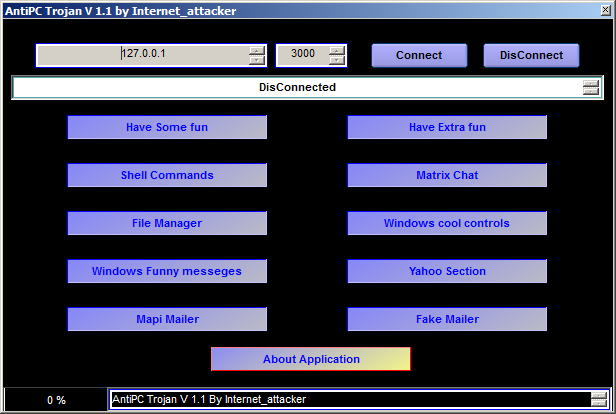 AntiPC Trojan V 1.1 by Internet_attacker
127.0.0.1 3000 Connect DisConnect
DisConnected
Have Some fun Have Extra fun
Shell Commands Matrix Chat
File Manager Windows cool controls
Windows Funny messeges Yahoo Section
Mapi Mailer Fake Mailer
About Application
0 % AntiPC Trojan V 1.1 By Internet_attacker